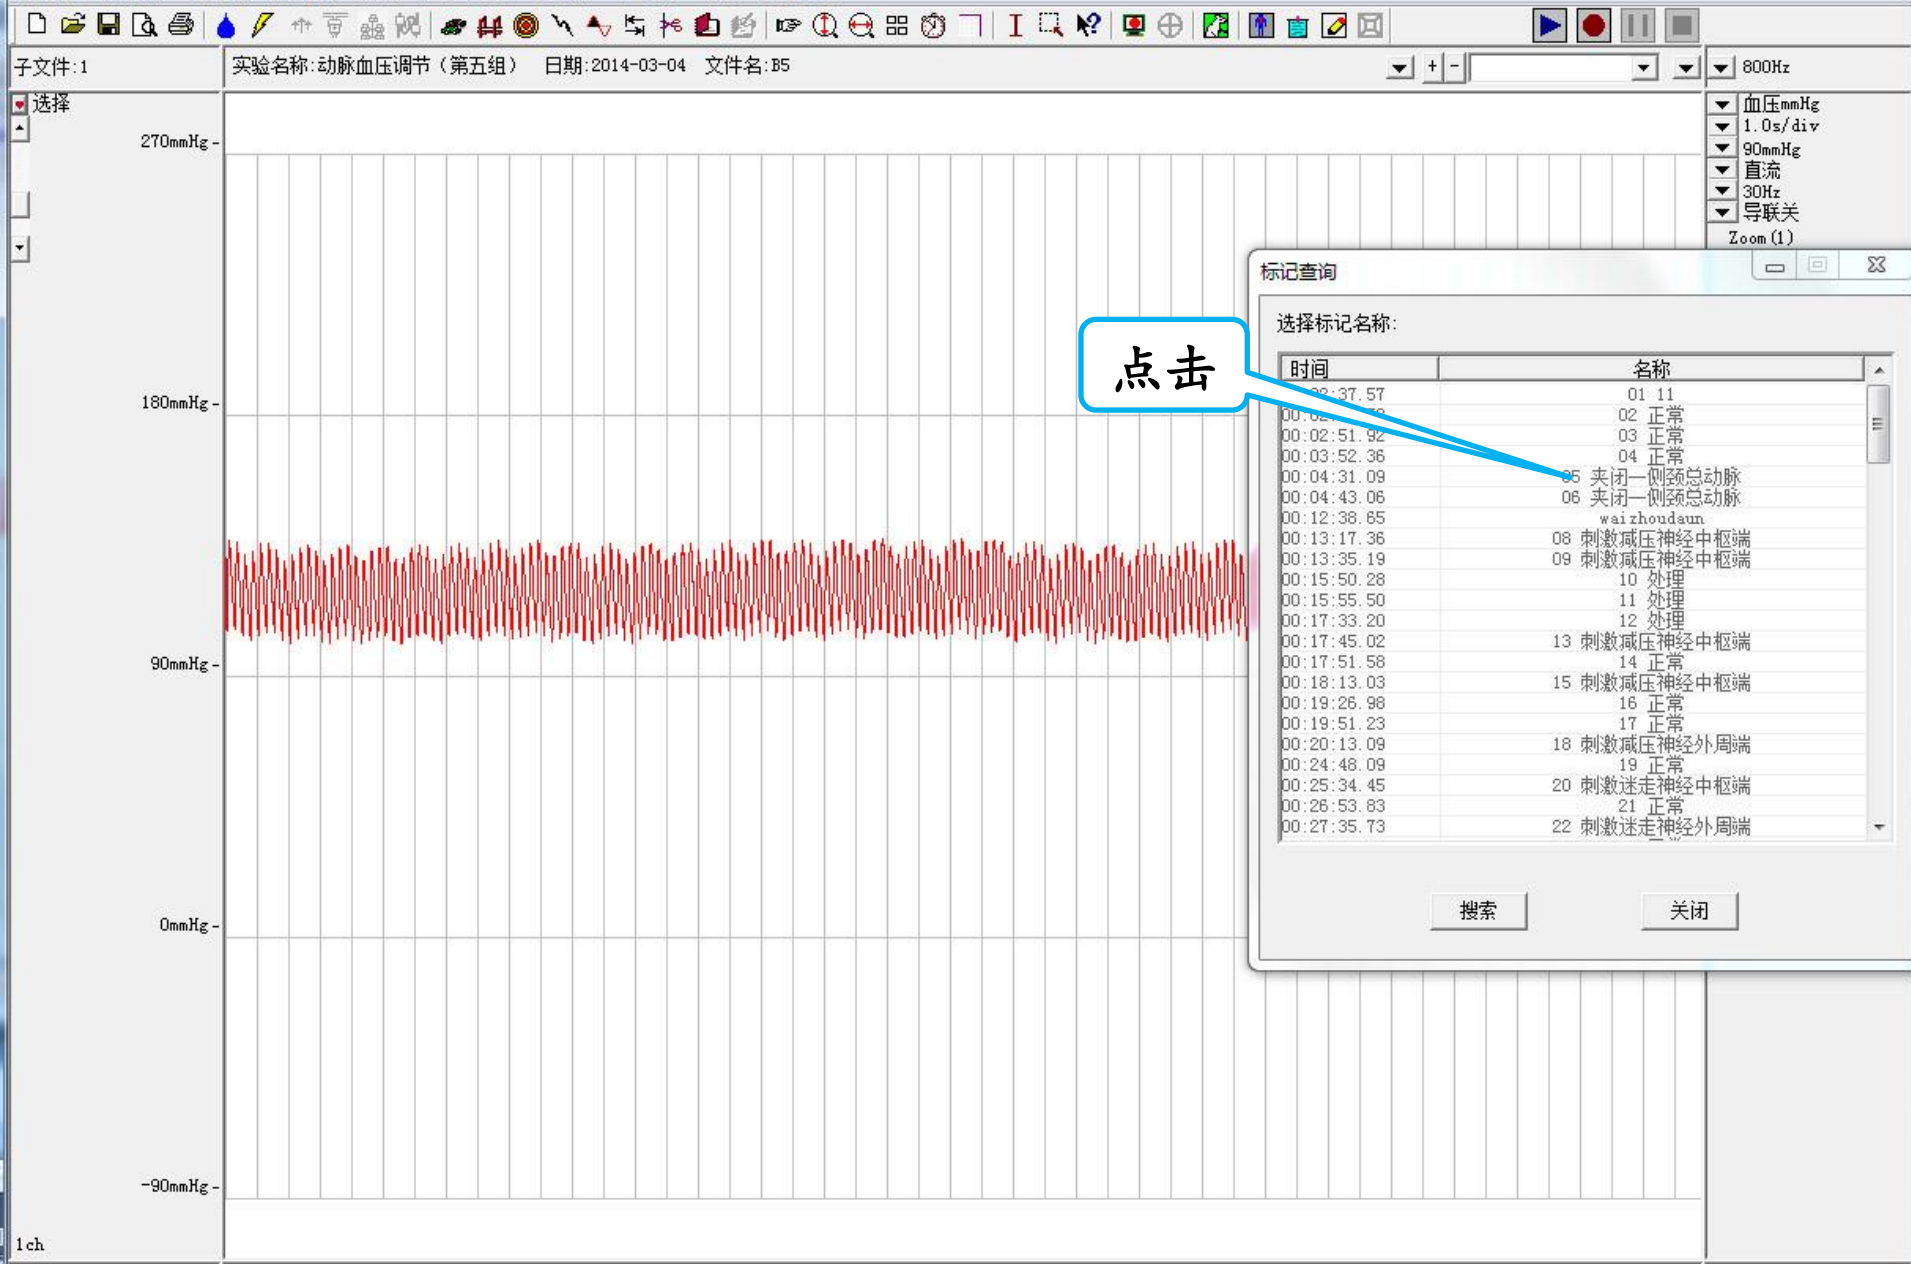 子文件:1
实验名称:动脉血压调节（第五组） 日期:2014-03-04 文件名:B5
+ -
800Hz
选择
270mmHg
180mmHg
90mmHg
0mmHg
-90mmHg
1ch
血压mmHg
1.0s/div
90mmHg
直流
30Hz
导联关
Zoom(1)
点击
标记查询
选择标记名称:
时间 名称
37.57 01 11
02 正常
00:02:51.92 03 正常
00:03:52.36 04 正常
00:04:31.09 05 夹闭一侧颈总动脉
00:04:43.06 06 夹闭一侧颈总动脉
00:12:38.65 waizhoudaun
00:13:17.36 08 刺激减压神经中枢端
00:13:35.19 09 刺激减压神经中枢端
00:15:50.28 10 处理
00:15:55.50 11 处理
00:17:33.20 12 处理
00:17:45.02 13 刺激减压神经中枢端
00:17:51.58 14 正常
00:18:13.03 15 刺激减压神经中枢端
00:19:26.98 16 正常
00:19:51.23 17 正常
00:20:13.09 18 刺激减压神经外周端
00:24:48.09 19 正常
00:25:34.45 20 刺激迷走神经中枢端
00:26:53.83 21 正常
00:27:35.73 22 刺激迷走神经外周端
搜索 关闭